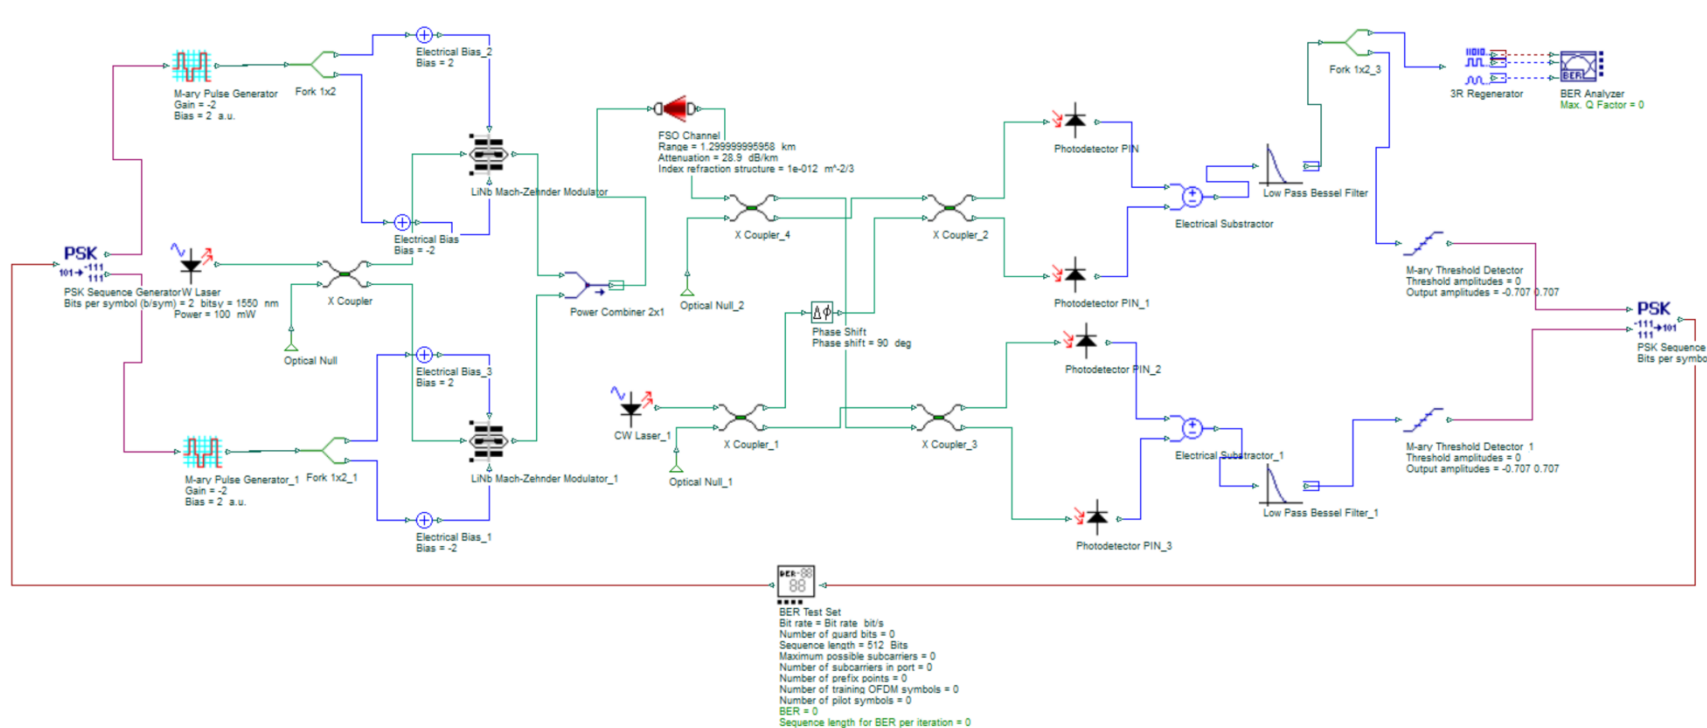 Electrical Bias_2
Bias = 2
M-ary Pulse Generator
Gain = -2
Bias = 2 a.u.
Fork 1x2
LiNb Mach-Zehnder Modulator
Electrical Bias
Bias = -2
PSK
101→ -111
111
PSK Sequence Generator
Bits per symbol (b/sym) = 2 bits
W Laser
y = 1550 nm
Power = 100 mW
X Coupler
Optical Null
Power Combiner 2x1
Electrical Bias_3
Bias = 2
M-ary Pulse Generator_1
Gain = -2
Bias = 2 a.u.
Fork 1x2_1
LiNb Mach-Zehnder Modulator_1
Electrical Bias_1
Bias = -2
FSO Channel
Range = 1.299999995958 km
Attenuation = 28.9 dB/km
Index refraction structure = 1e-012 m^-2/3
X Coupler_4
Optical Null_2
X Coupler_2
ΔΦ
Phase Shift
Phase shift = 90 deg
CW Laser_1
X Coupler_1
Optical Null_1
X Coupler_3
Photodetector PIN
Photodetector PIN_1
Photodetector PIN_2
Photodetector PIN_3
Electrical Substractor
Electrical Substractor_1
Low Pass Bessel Filter
Low Pass Bessel Filter_1
Fork 1x2_3
3R Regenerator
BER
BER Analyzer
Max. Q Factor = 0
M-ary Threshold Detector
Threshold amplitudes = 0
Output amplitudes = -0.707 0.707
M-ary Threshold Detector 1
Threshold amplitudes = 0
Output amplitudes = -0.707 0.707
PSK
-111
111→101
PSK Sequence
Bits per symbo
BER Test Set
Bit rate = Bit rate bit/s
Number of guard bits = 0
Sequence length = 512 Bits
Maximum possible subcarriers = 0
Number of subcarriers in port = 0
Number of prefix points = 0
Number of training OFDM symbols = 0
Number of pilot symbols = 0
BER = 0
Sequence length for BER per iteration = 0